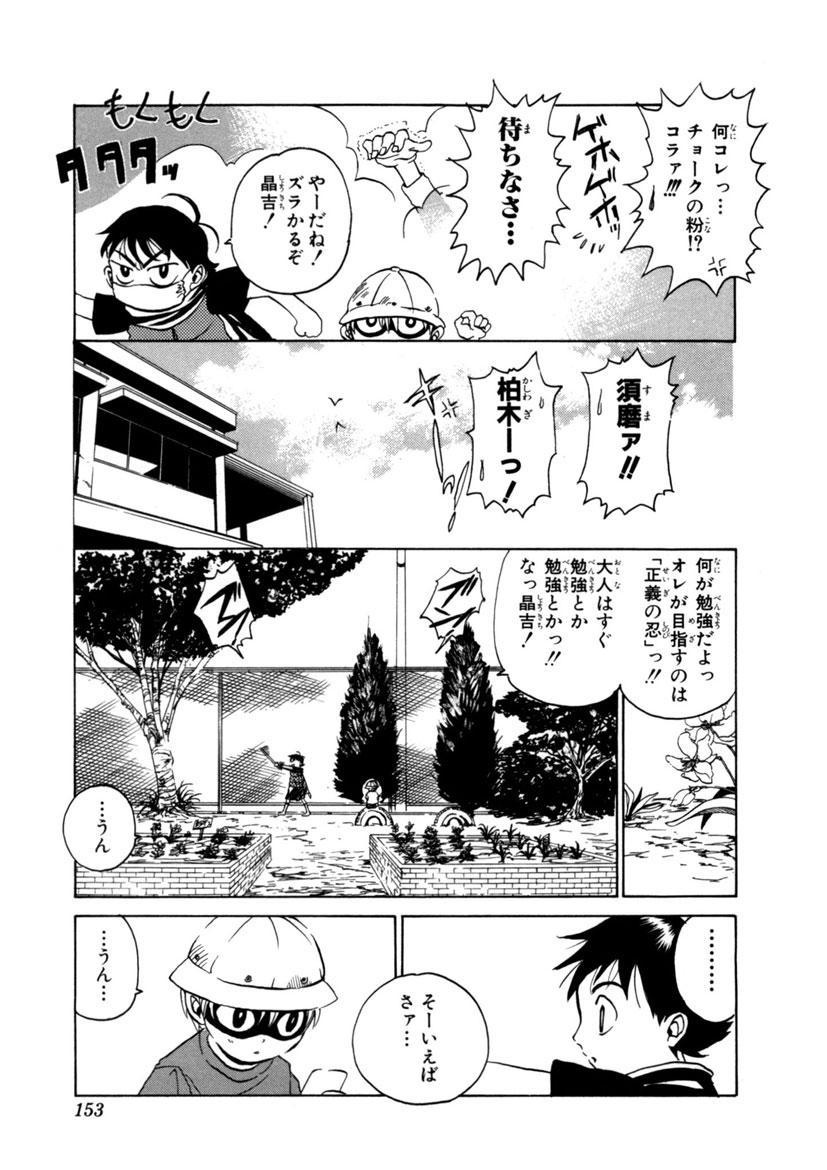 何コレっ…
チョークの粉!?
コラァ!!!
ゲホゲホッ
待ちなさ…
やーだね!
ズラかるぞ
晶吉!
もくもく
タタタッ
須磨ァ!!
柏木ーっ!
何が勉強だよっ
オレが目指すのは
「正義の忍」っ!!
大人はすぐ
勉強とか
勉強とかっ!!
なっ晶吉!
…うん
………
そーいえば
さァ…
…うん…
153